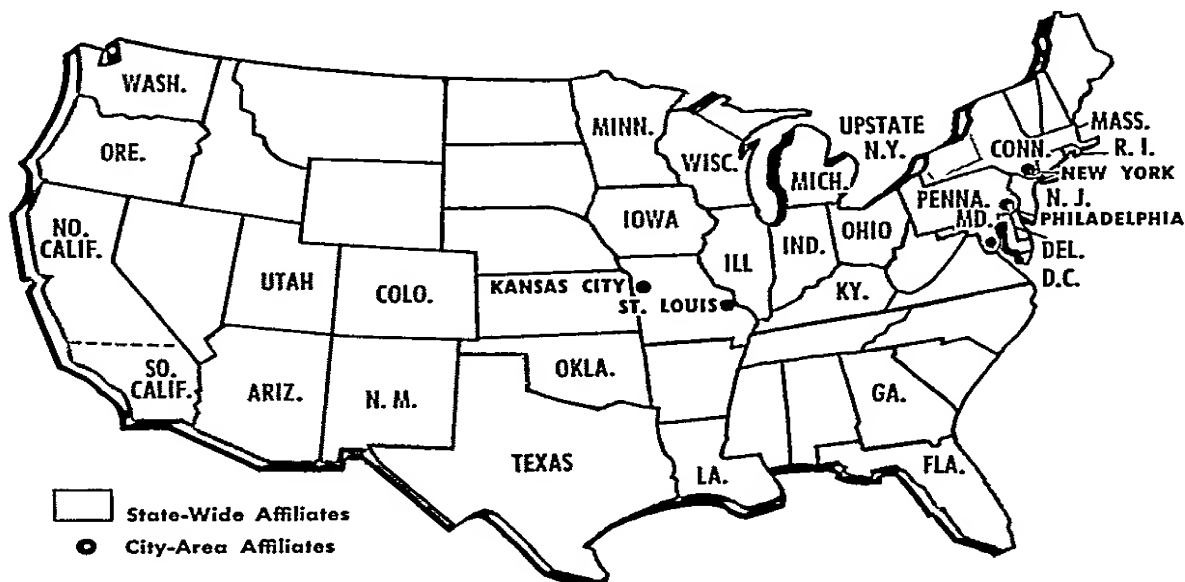 WASH.
ORE.
NO.
CALIF.
SO.
CALIF.
UTAH
ARIZ.
COLO.
N. M.
TEXAS
OKLA.
KANSAS CITY
ST. LOUIS
MINN.
IOWA
WISC.
ILL
MICH.
IND.
OHIO
KY.
LA.
GA.
FLA.
UPSTATE
N.Y.
CONN.
MASS.
R. I.
NEW YORK
PENNA.
N. J.
PHILADELPHIA
MD.
DEL.
D.C.
State-Wide Affiliates
City-Area Affiliates